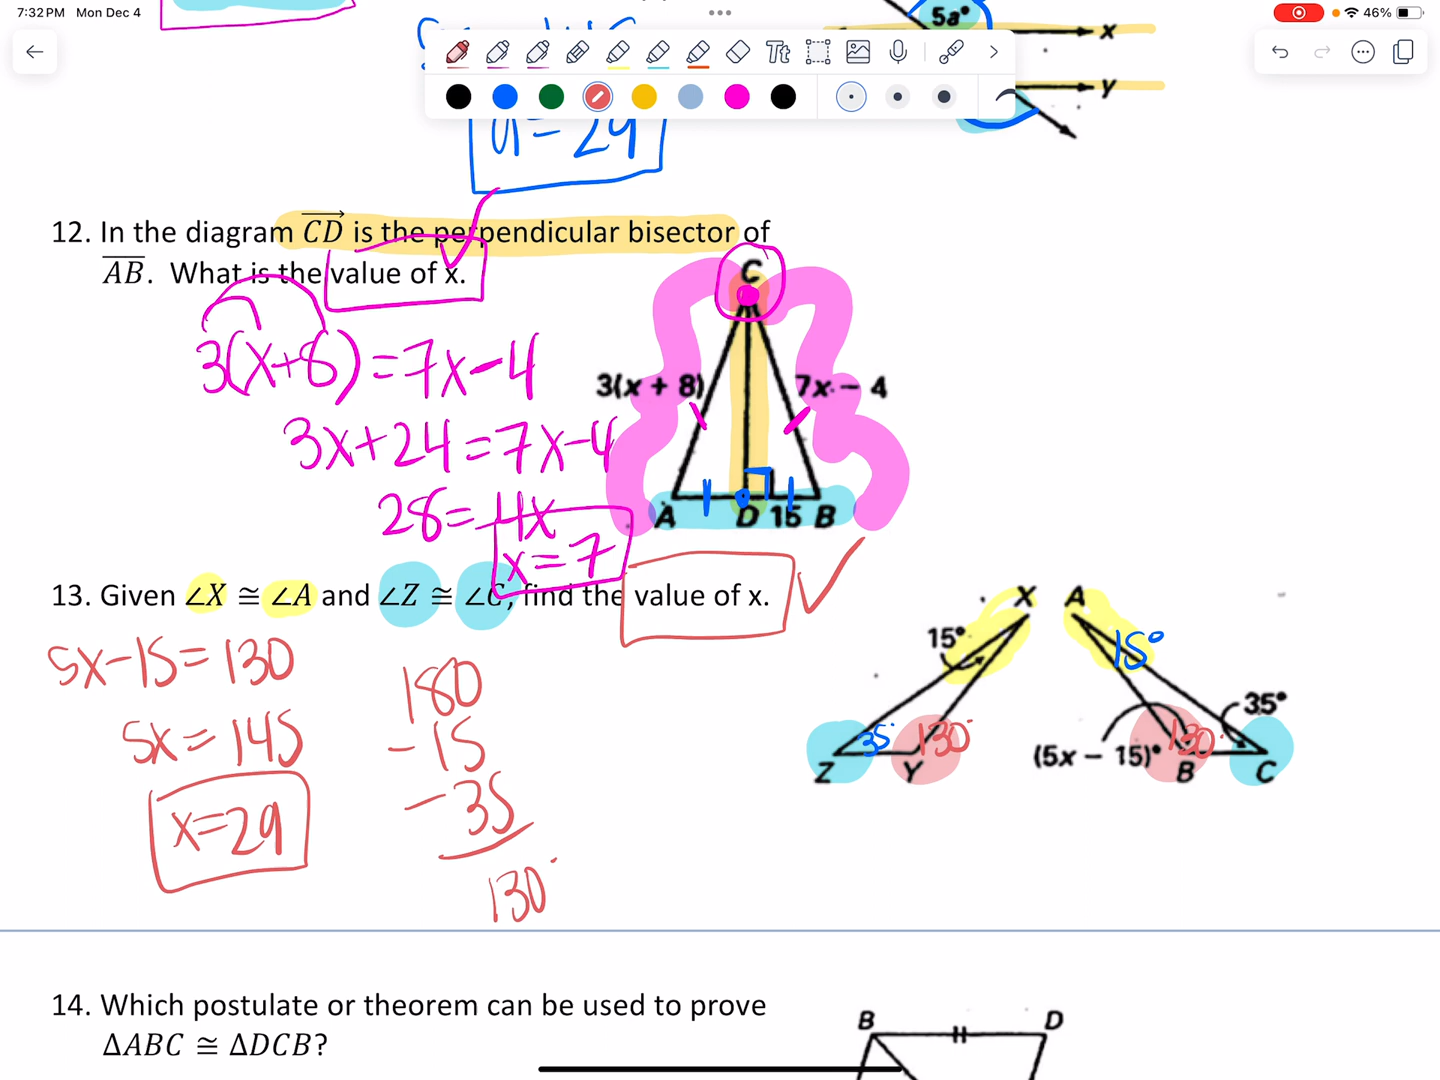 7:32 PM Mon Dec 4
46%
5a°
x
y
Tt
a = 29
12. In the diagram CD is the perpendicular bisector of
AB. What is the value of x.
C
3(x + 8)
7x - 4
A
D
15
B
3(x+8)=7x-4
3x+24=7x-4
28=4x
x=7
13. Given ∠X ≅ ∠A and ∠Z ≅ ∠C, find the value of x.
5x-15=130
5x=145
x=29
180
-15
-35
130°
X
15°
Z
35°
Y
130°
A
15°
35°
(5x - 15)°
130°
B
C
14. Which postulate or theorem can be used to prove
ΔABC ≅ ΔDCB?
B
D